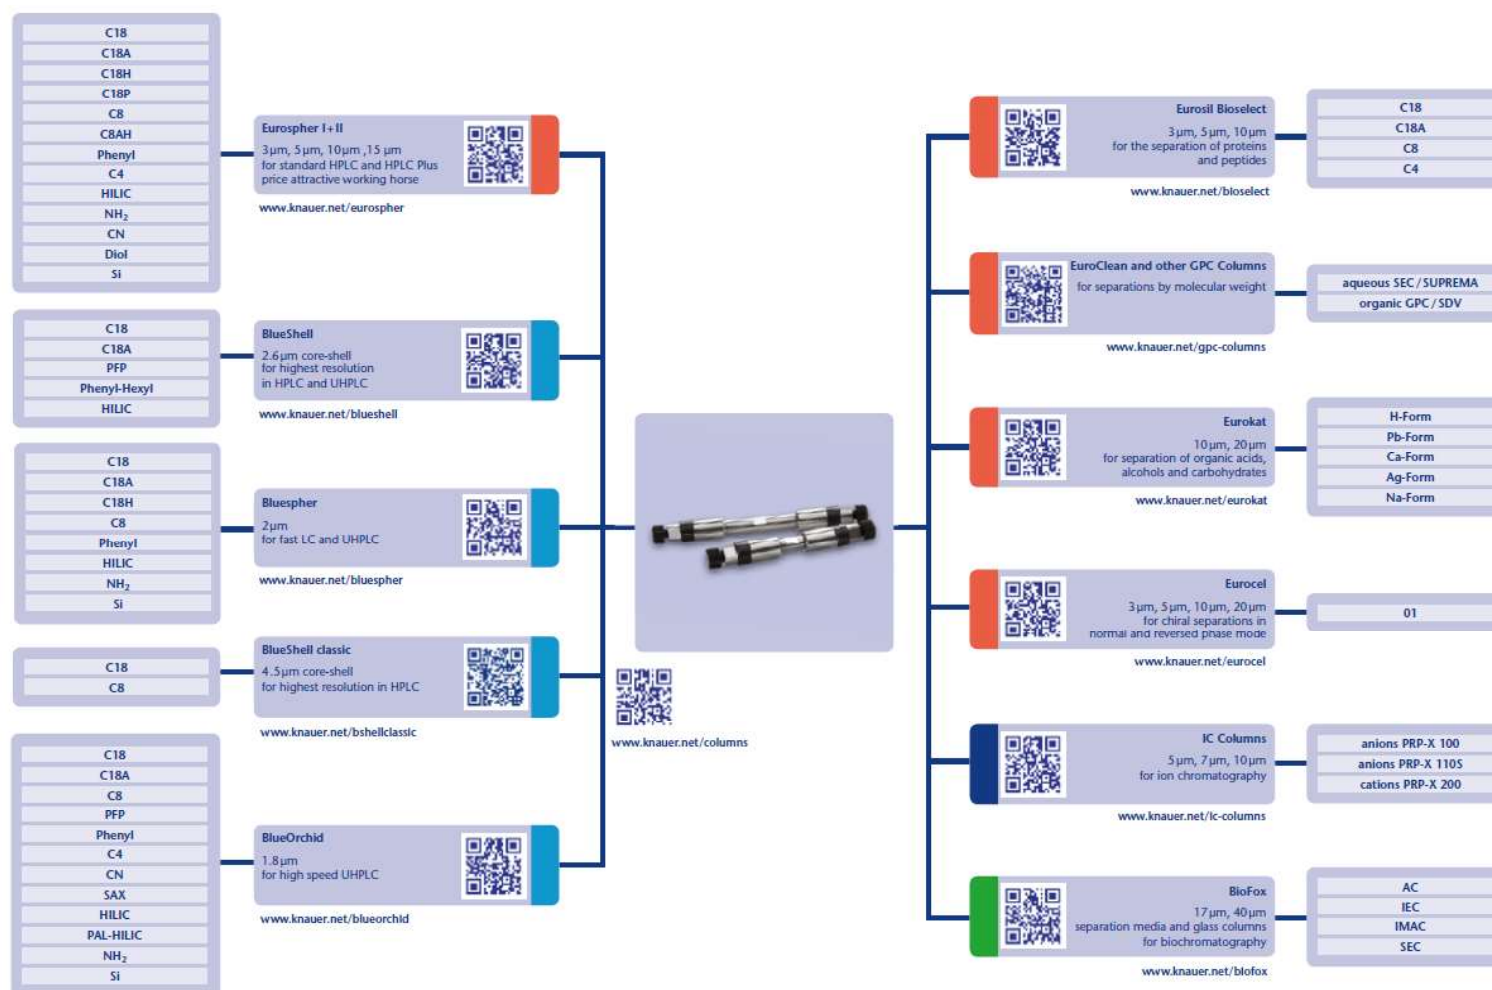 C18
C18A
C18H
C18P
C8
C8AH
Phenyl
C4
HILIC
NH₂
CN
Diol
Si
Eurospher I+II
3µm, 5µm, 10µm ,15 µm
for standard HPLC and HPLC Plus
price attractive working horse
www.knauer.net/eurospher
C18
C18A
PFP
Phenyl-Hexyl
HILIC
BlueShell
2.6µm core-shell
for highest resolution
in HPLC and UHPLC
www.knauer.net/blueshell
C18
C18A
C18H
C8
Phenyl
HILIC
NH₂
Si
Bluespher
2µm
for fast LC and UHPLC
www.knauer.net/bluespher
C18
C8
BlueShell classic
4.5µm core-shell
for highest resolution in HPLC
www.knauer.net/bshellclassic
C18
C18A
C8
PFP
Phenyl
C4
CN
SAX
HILIC
PAL-HILIC
NH₂
Si
BlueOrchid
1.8µm
for high speed UHPLC
www.knauer.net/blueorchid
www.knauer.net/columns
Eurosil Bioselect
3µm, 5µm, 10µm
for the separation of proteins
and peptides
www.knauer.net/bioselect
C18
C18A
C8
C4
EuroClean and other GPC Columns
for separations by molecular weight
www.knauer.net/gpc-columns
aqueous SEC/SUPREMA
organic GPC/SDV
Eurokat
10µm, 20µm
for separation of organic acids,
alcohols and carbohydrates
www.knauer.net/eurokat
H-Form
Pb-Form
Ca-Form
Ag-Form
Na-Form
Eurocel
3µm, 5µm, 10µm, 20µm
for chiral separations in
normal and reversed phase mode
www.knauer.net/eurocel
01
IC Columns
5µm, 7µm, 10µm
for ion chromatography
www.knauer.net/ic-columns
anions PRP-X 100
anions PRP-X 110S
cations PRP-X 200
BioFox
17µm, 40µm
separation media and glass columns
for biochromatography
www.knauer.net/biofox
AC
IEC
IMAC
SEC